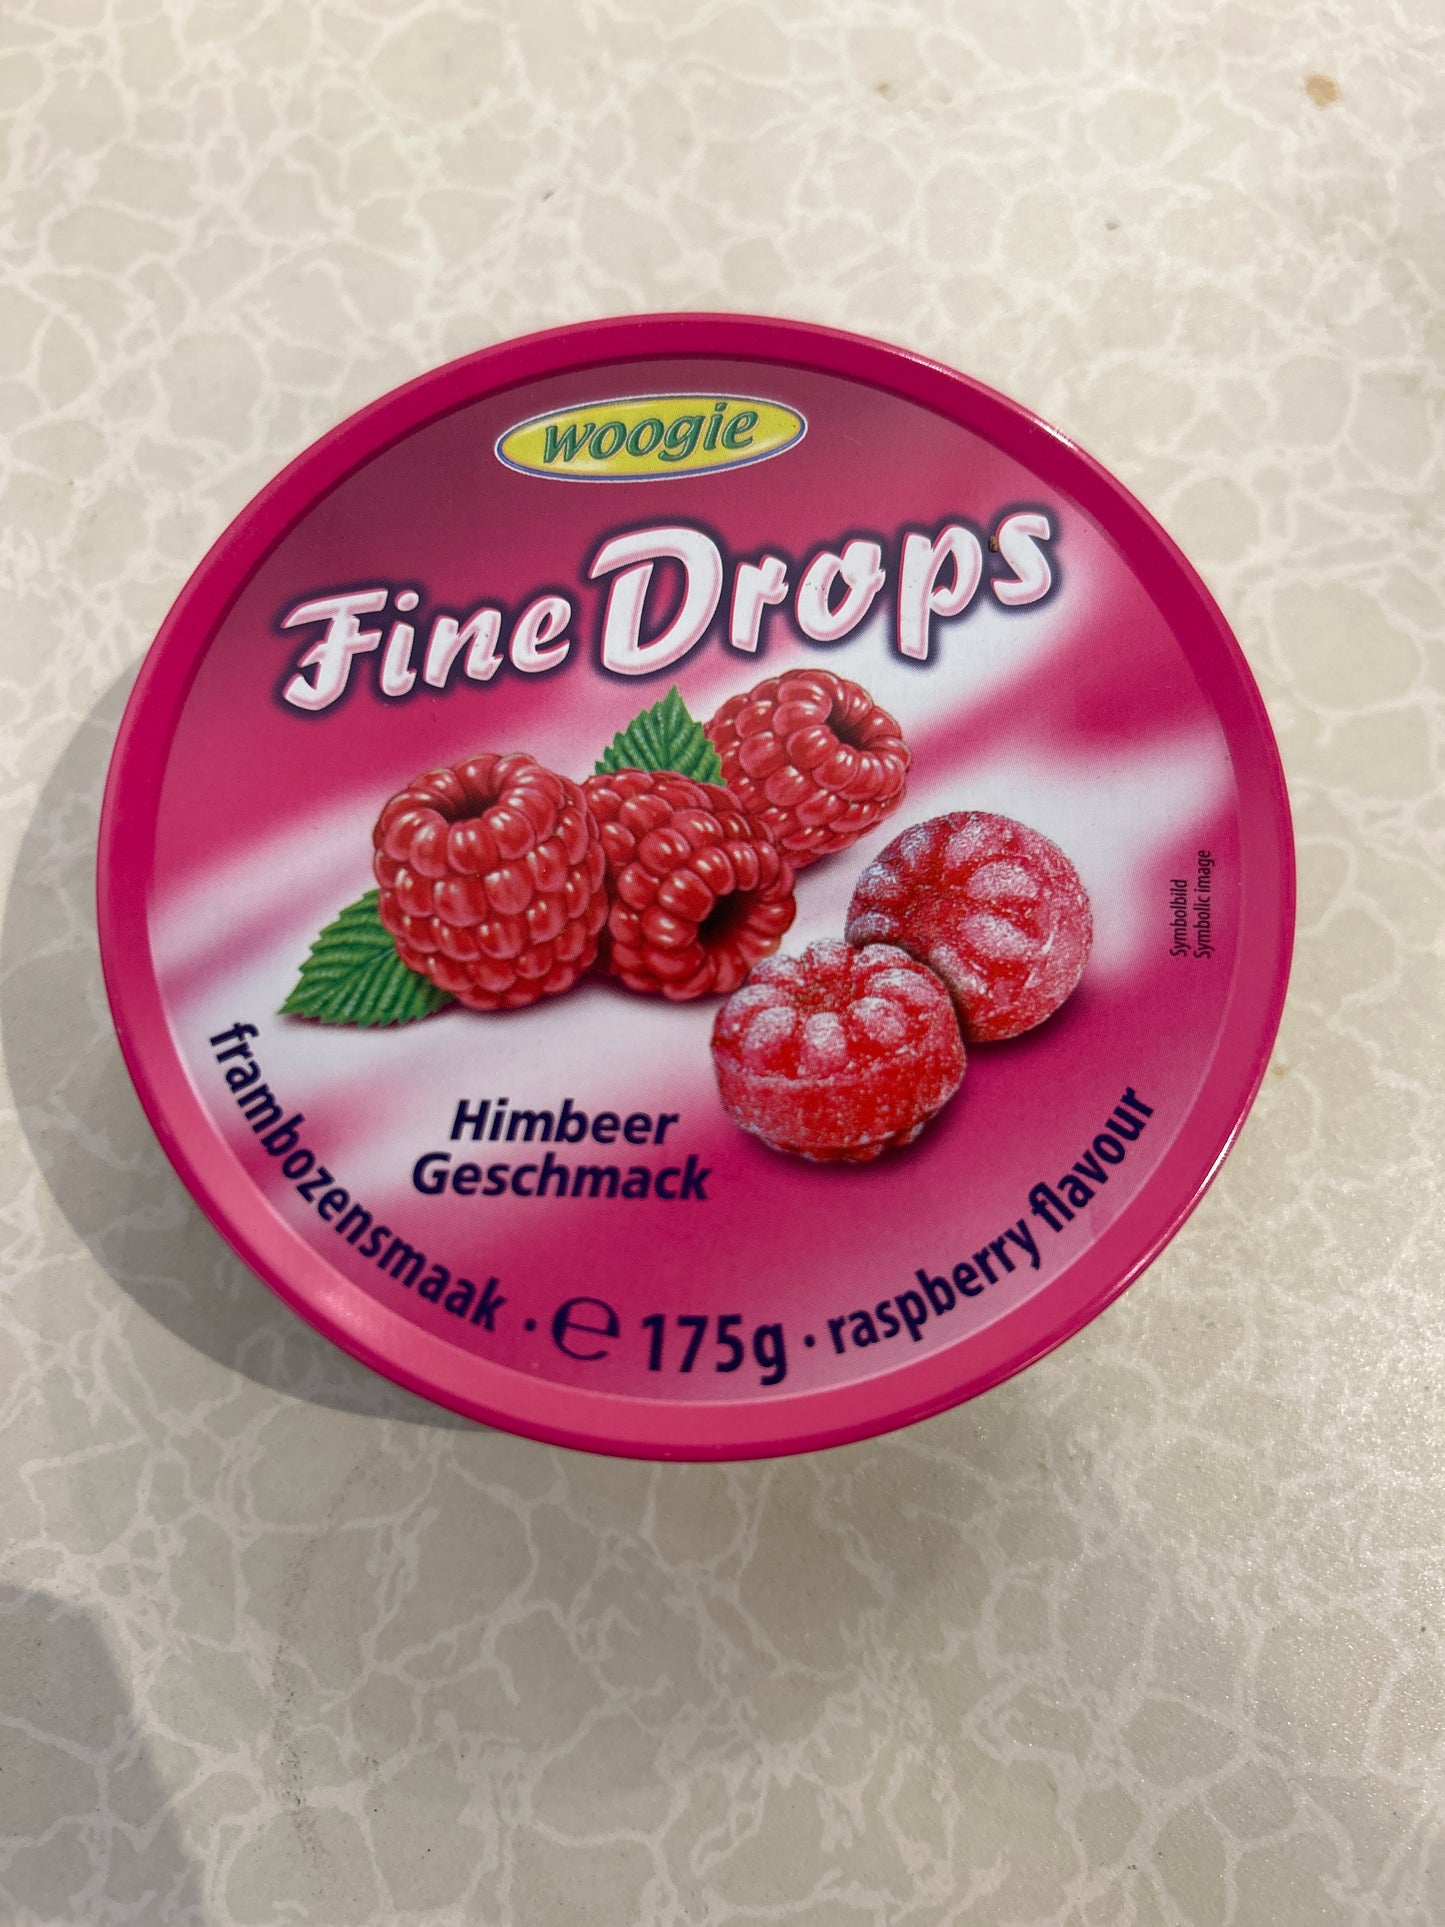 woogie
Fine Drops
Symbolbild
Symbolic image
Himbeer
Geschmack
frambozensmaak · ℮ 175g · raspberry flavour